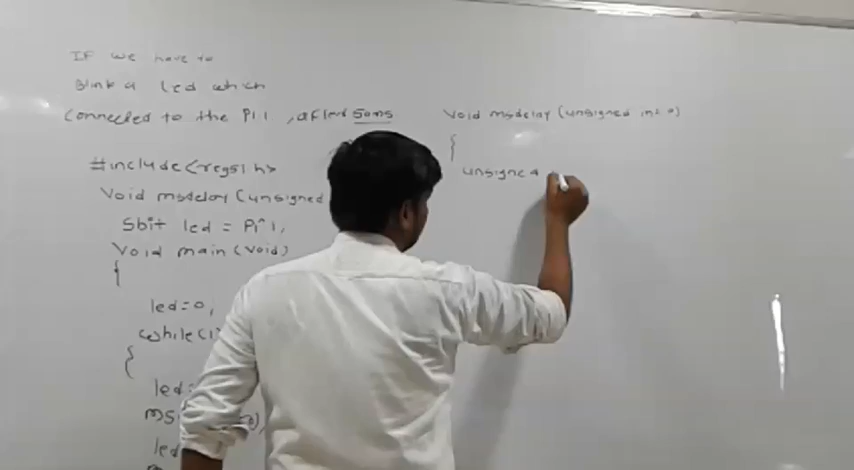 IF we have to
Blink a led which
Connected to the P1.1, after 50ms
#include<reg51.h>
Void msdelay (unsigned
Sbit led = P1^1;
Void main(void)
{
led=0,
while(1
{
led
ms
led
Void msdelay (unsigned int a)
{
unsigned